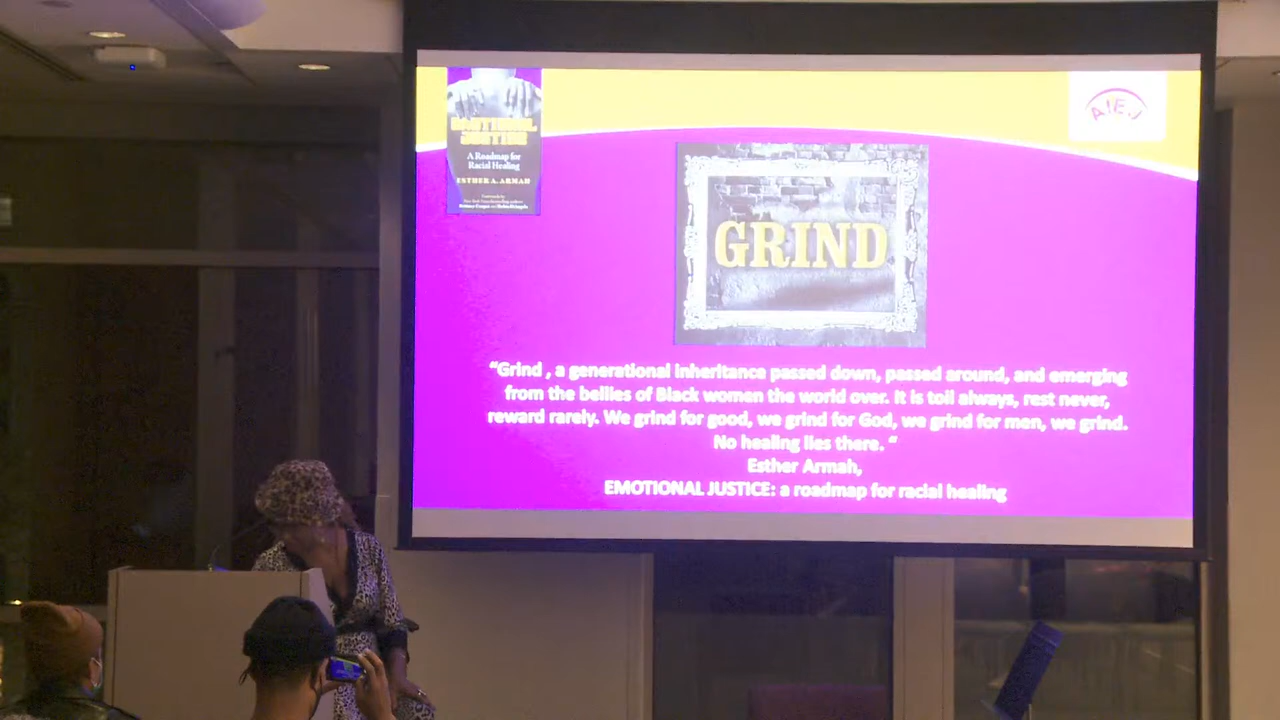 EMOTIONAL
JUSTICE
A Roadmap for
Racial Healing
ESTHER A. ARMAH
AIEJ
GRIND
“Grind , a generational inheritance passed down, passed around, and emerging
from the bellies of Black women the world over. It is toil always, rest never,
reward rarely. We grind for good, we grind for God, we grind for men, we grind.
No healing lies there. “
Esther Armah,
EMOTIONAL JUSTICE: a roadmap for racial healing